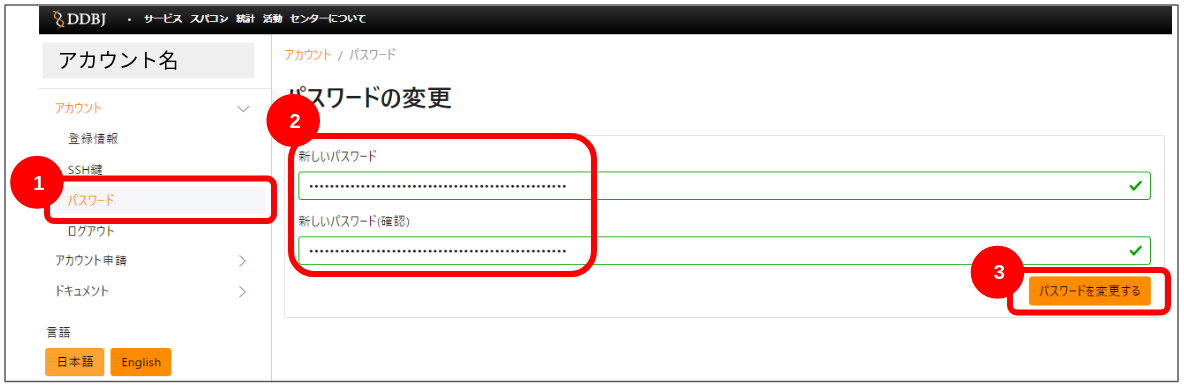 DDBJ ・ サービス スパコン 統計 活動 センターについて
アカウント名
アカウント
登録情報
SSH鍵
1
パスワード
ログアウト
アカウント申請
ドキュメント
言語
日本語 English
アカウント / パスワード
パスワードの変更
2
新しいパスワード
••••••••••••••••••••••••••••••••••••••••••••••••••
新しいパスワード(確認)
••••••••••••••••••••••••••••••••••••••••••••••••••
3
パスワードを変更する